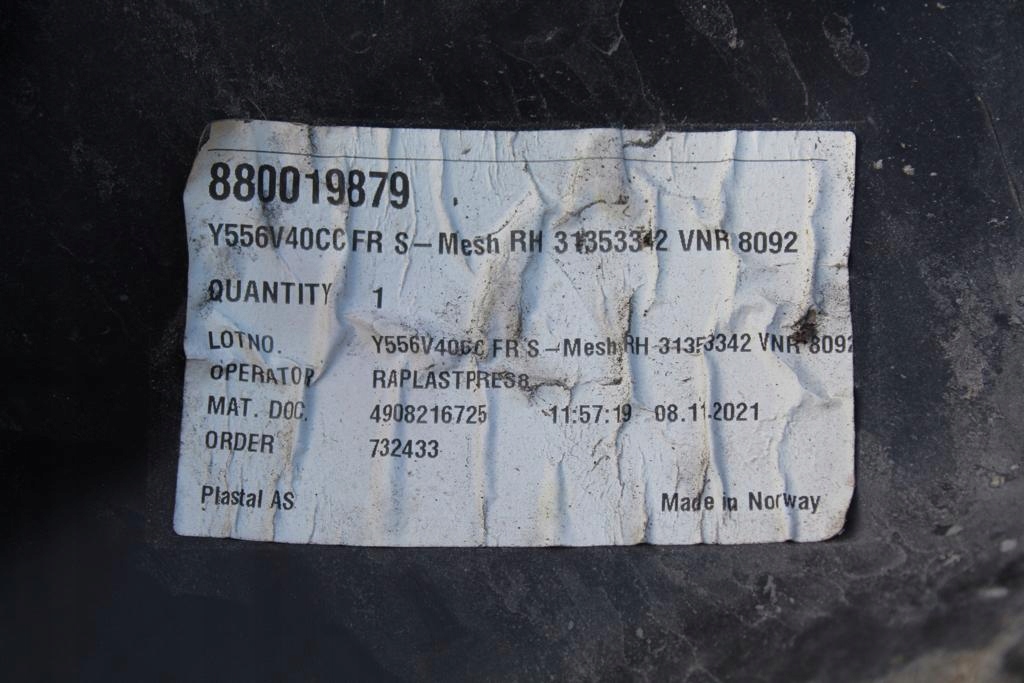 880019879
Y556V40CC FR S-Mesh RH 31353342 VNR 8092
QUANTITY 1
LOTNO. Y556V40CC FR S-Mesh RH 31353342 VNR 8092
OPERATOR RAPLASTPRES8
MAT. DOC. 4908216725 11:57:19 08.11.2021
ORDER 732433
Plastal AS Made in Norway